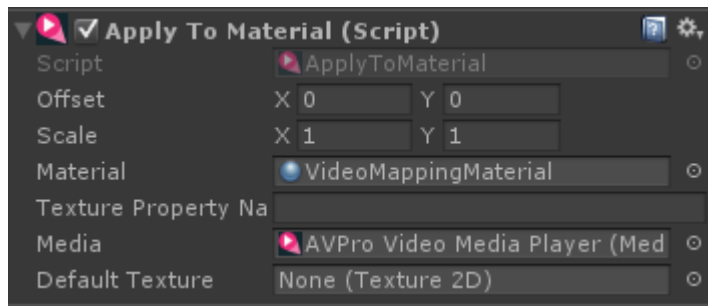 Apply To Material (Script)
Script ApplyToMaterial
Offset X 0 Y 0
Scale X 1 Y 1
Material VideoMappingMaterial
Texture Property Na
Media AVPro Video Media Player (Med
Default Texture None (Texture 2D)